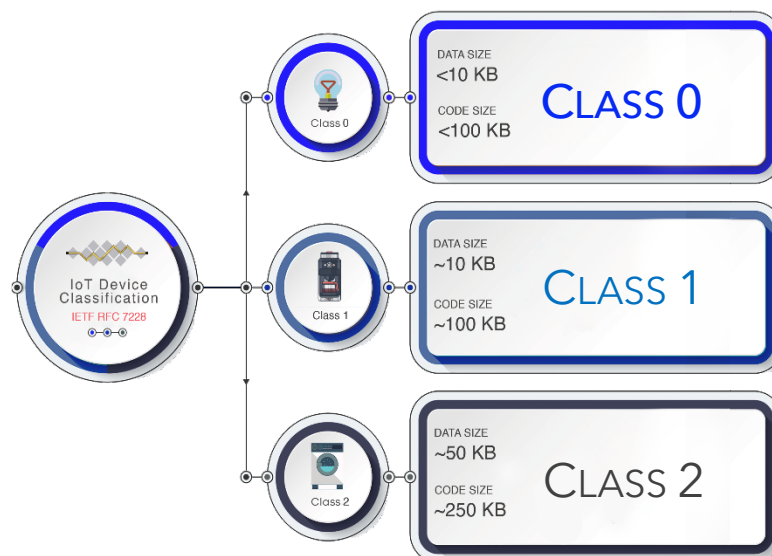 Class 0
DATA SIZE
<10 KB
CODE SIZE
<100 KB
CLASS 0
IoT Device
Classification
IETF RFC 7228
Class 1
DATA SIZE
~10 KB
CODE SIZE
~100 KB
CLASS 1
Class 2
DATA SIZE
~50 KB
CODE SIZE
~250 KB
CLASS 2